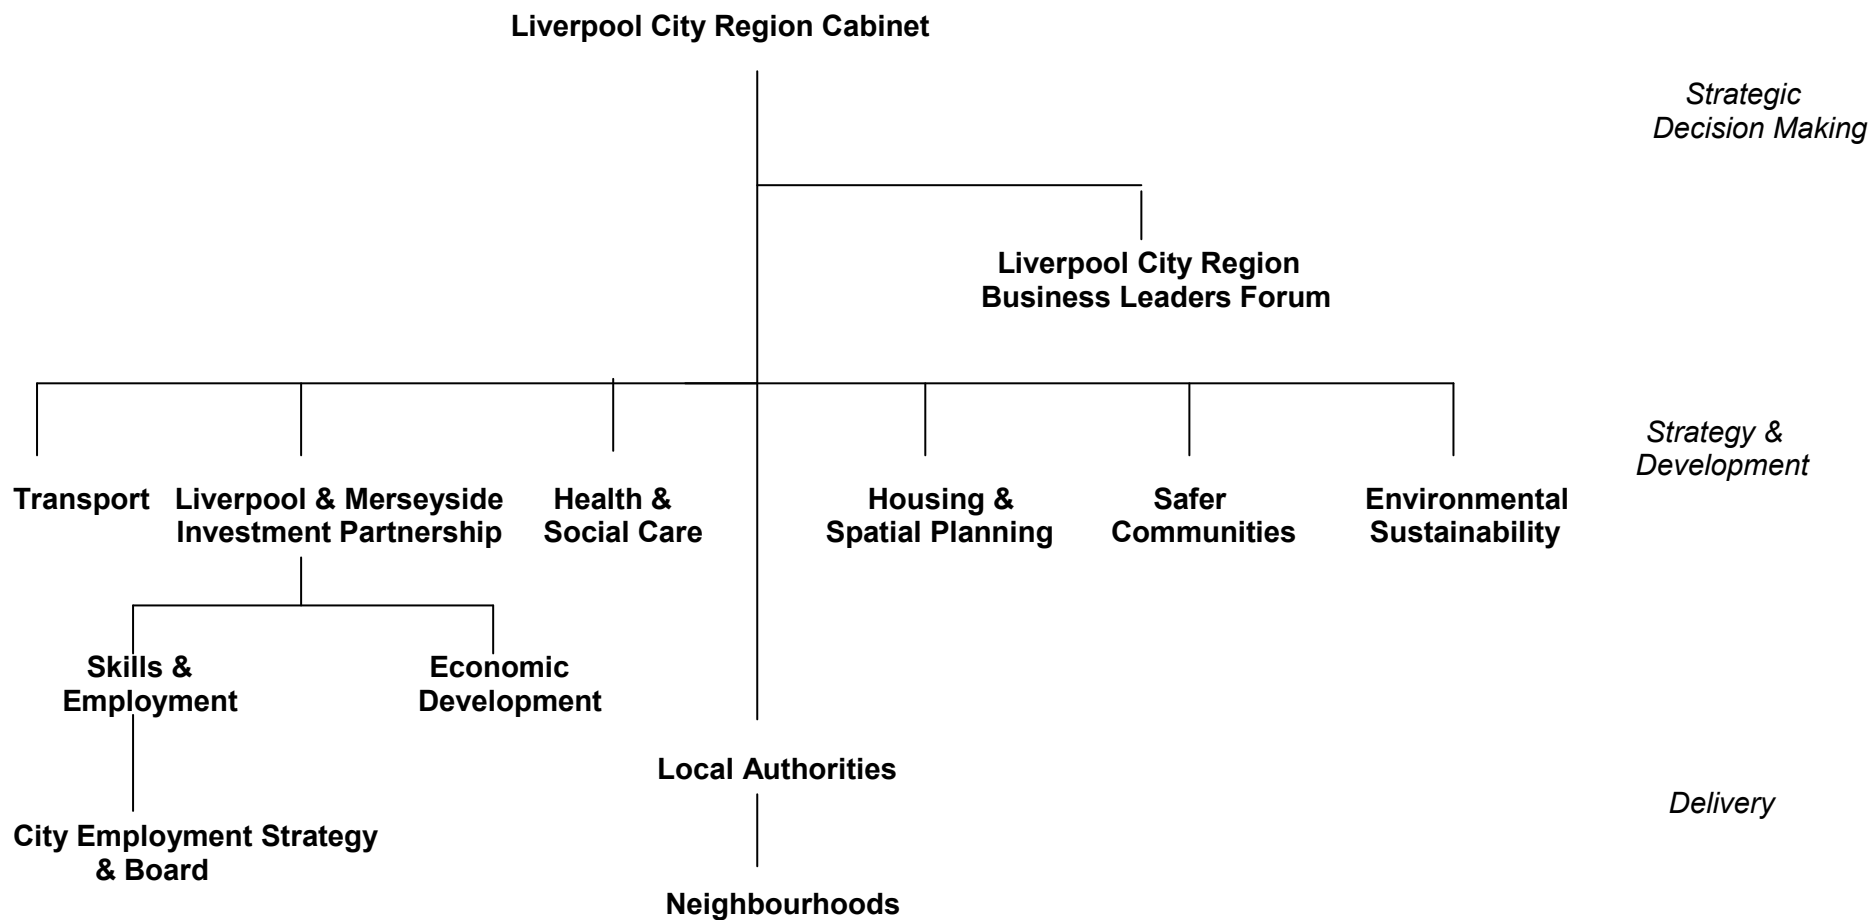 Liverpool City Region Cabinet
Strategic
Decision Making
Liverpool City Region
Business Leaders Forum
Strategy &
Development
Transport
Liverpool & Merseyside
Investment Partnership
Health &
Social Care
Housing &
Spatial Planning
Safer
Communities
Environmental
Sustainability
Skills &
Employment
Economic
Development
Local Authorities
Delivery
City Employment Strategy
& Board
Neighbourhoods